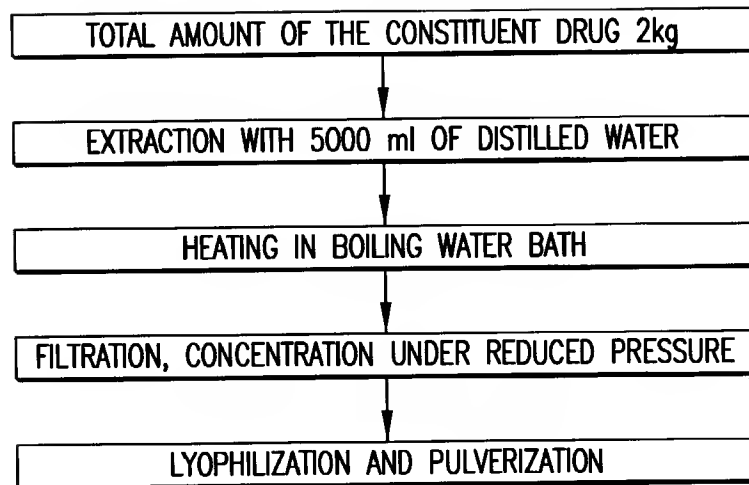 TOTAL AMOUNT OF THE CONSTITUENT DRUG 2kg
EXTRACTION WITH 5000 ml OF DISTILLED WATER
HEATING IN BOILING WATER BATH
FILTRATION, CONCENTRATION UNDER REDUCED PRESSURE
LYOPHILIZATION AND PULVERIZATION